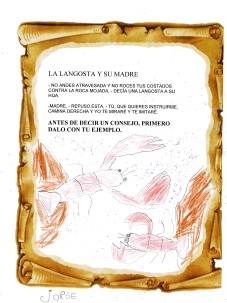 LA LANGOSTA Y SU MADRE
- NO ANDES ATRAVESADA Y NO ROCES TUS COSTADOS
CONTRA LA ROCA MOJADA, - DECÍA UNA LANGOSTA A SU
HIJA.
-MADRE, - REPUSO ÉSTA,- TÚ, QUE QUIERES INSTRUIRME,
CAMINA DERECHA Y YO TE MIRARÉ Y TE IMITARÉ.
ANTES DE DECIR UN CONSEJO, PRIMERO
DALO CON TU EJEMPLO.
JORGE